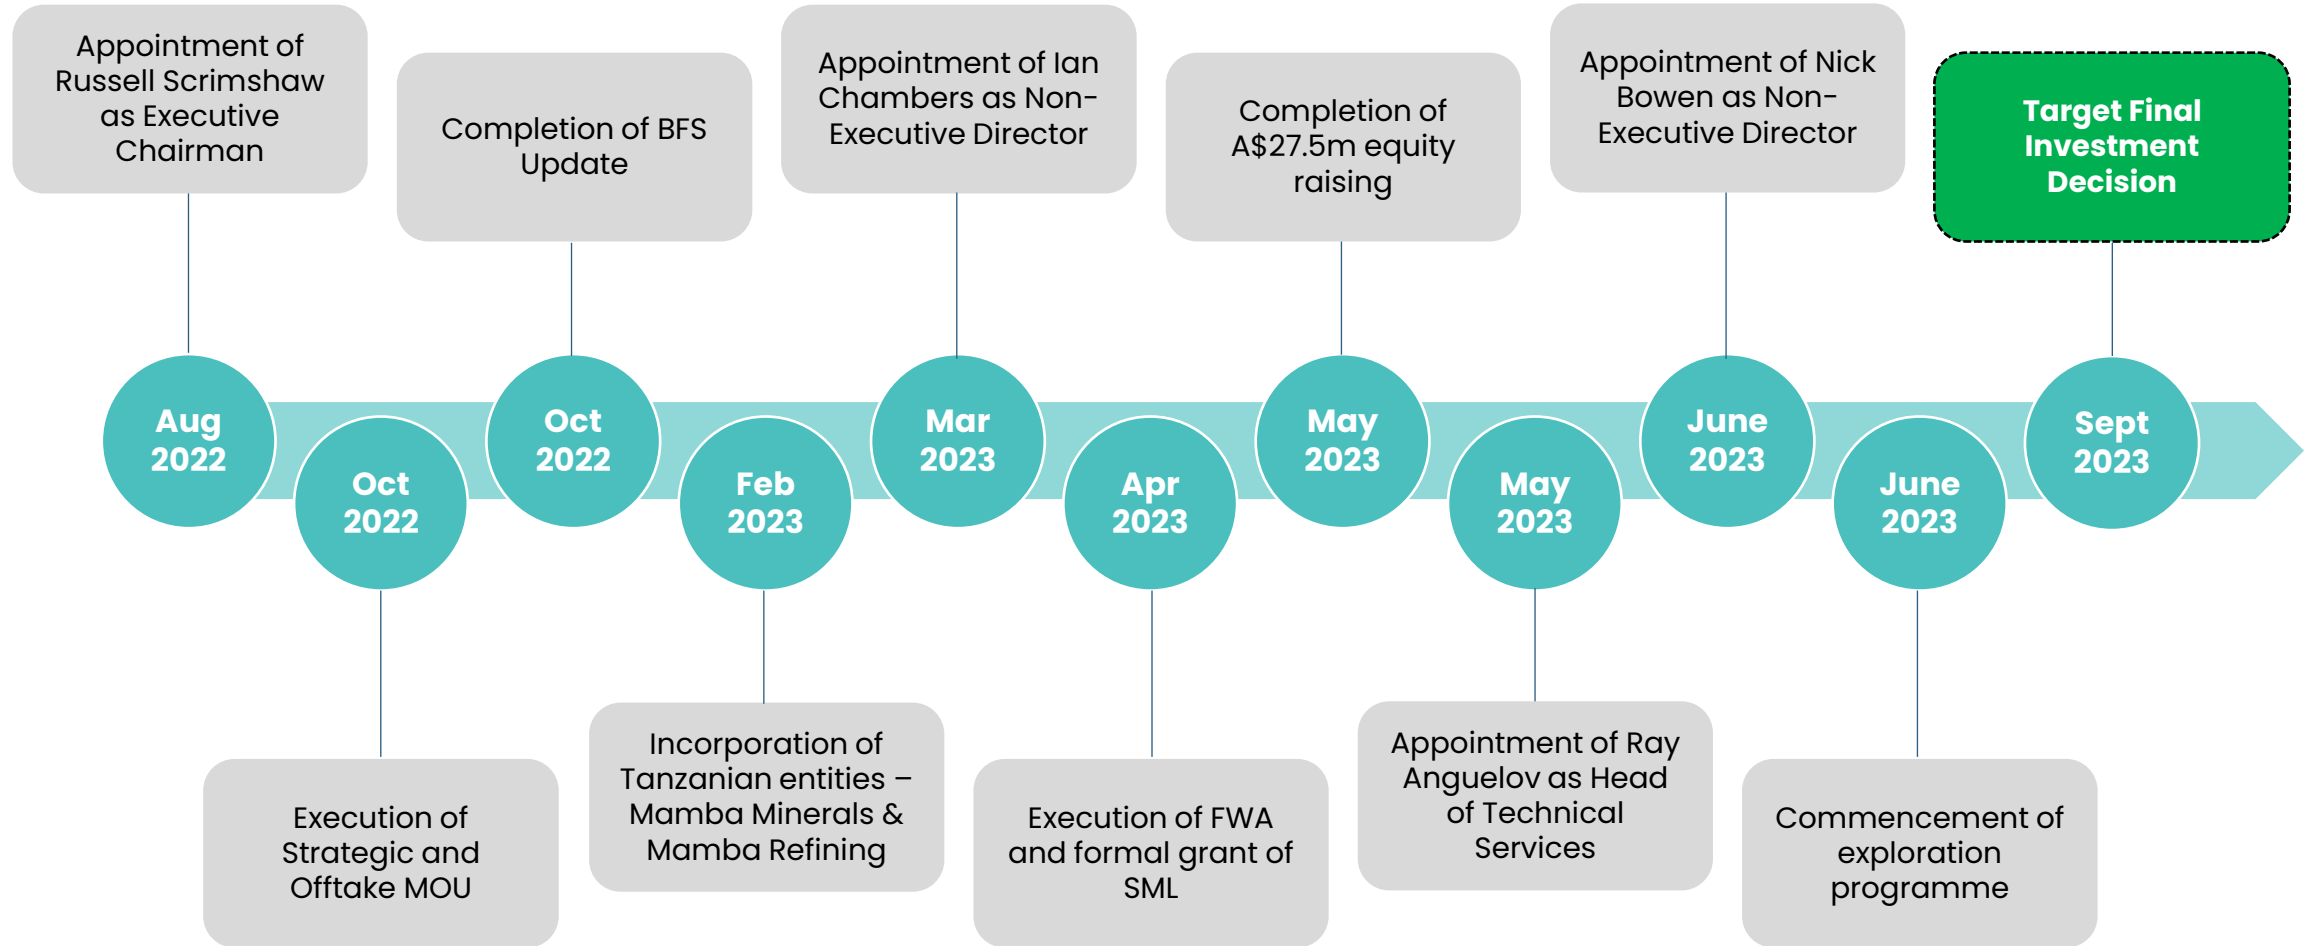 Appointment of
Russell Scrimshaw
as Executive
Chairman
Completion of BFS
Update
Appointment of Ian
Chambers as Non-
Executive Director
Completion of
A$27.5m equity
raising
Appointment of Nick
Bowen as Non-
Executive Director
Target Final
Investment
Decision
Aug
2022
Oct
2022
Oct
2022
Feb
2023
Mar
2023
Apr
2023
May
2023
May
2023
June
2023
June
2023
Sept
2023
Execution of
Strategic and
Offtake MOU
Incorporation of
Tanzanian entities –
Mamba Minerals &
Mamba Refining
Execution of FWA
and formal grant of
SML
Appointment of Ray
Anguelov as Head
of Technical
Services
Commencement of
exploration
programme